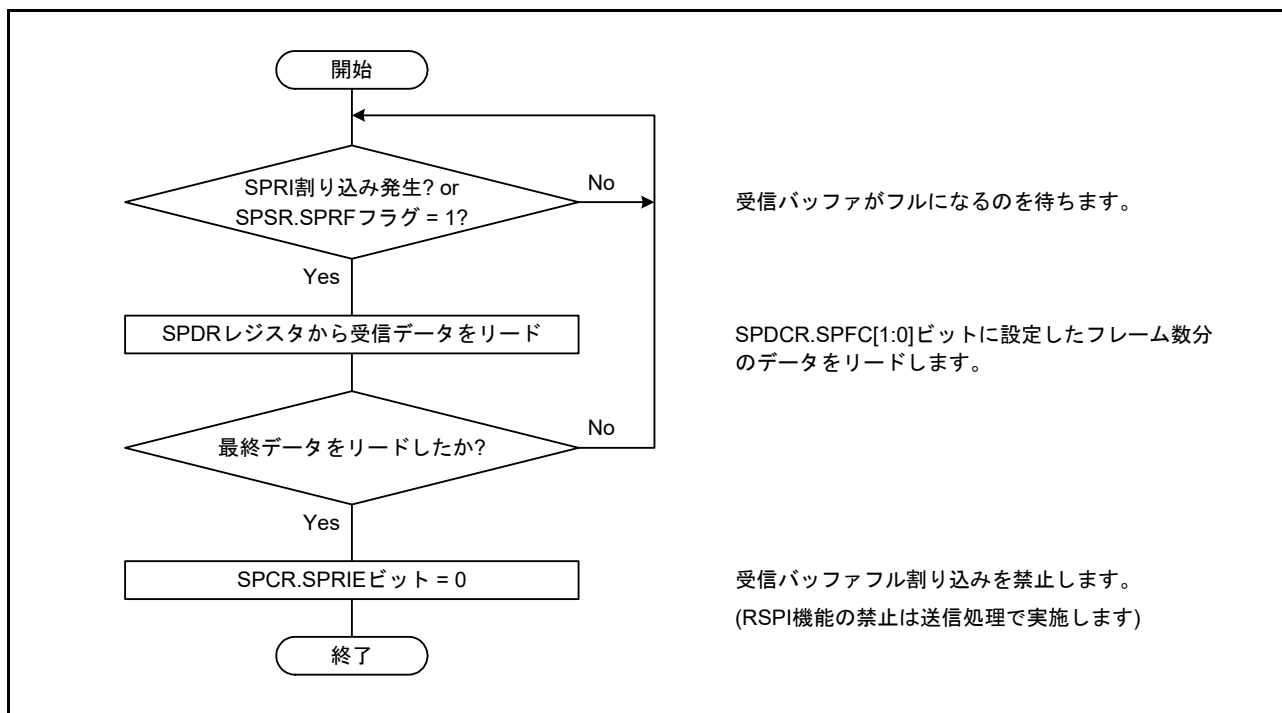 開始
SPRI割り込み発生? or
SPSR.SPRFフラグ = 1?
No
受信バッファがフルになるのを待ちます。
Yes
SPDRレジスタから受信データをリード
SPDCR.SPFC[1:0]ビットに設定したフレーム数分
のデータをリードします。
最終データをリードしたか?
No
Yes
SPCR.SPRIEビット = 0
受信バッファフル割り込みを禁止します。
(RSPI機能の禁止は送信処理で実施します)
終了